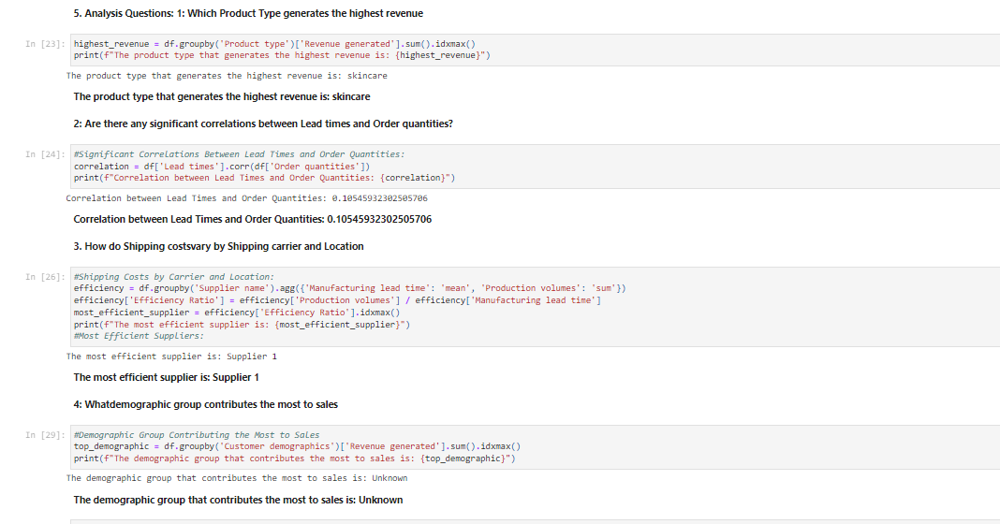 5. Analysis Questions: 1: Which Product Type generates the highest revenue
In [23]: highest_revenue = df.groupby('Product type')['Revenue generated'].sum().idxmax()
print(f"The product type that generates the highest revenue is: {highest_revenue}")
The product type that generates the highest revenue is: skincare
The product type that generates the highest revenue is: skincare
2: Are there any significant correlations between Lead times and Order quantities?
In [24]: #Significant Correlations Between Lead Times and Order Quantities:
correlation = df['Lead times'].corr(df['Order quantities'])
print(f"Correlation between Lead Times and Order Quantities: {correlation}")
Correlation between Lead Times and Order Quantities: 0.10545932302505706
Correlation between Lead Times and Order Quantities: 0.10545932302505706
3. How do Shipping costsvary by Shipping carrier and Location
In [26]: #Shipping Costs by Carrier and Location:
efficiency = df.groupby('Supplier name').agg({'Manufacturing lead time': 'mean', 'Production volumes': 'sum'})
efficiency['Efficiency Ratio'] = efficiency['Production volumes'] / efficiency['Manufacturing lead time']
most_efficient_supplier = efficiency['Efficiency Ratio'].idxmax()
print(f"The most efficient supplier is: {most_efficient_supplier}")
#Most Efficient Suppliers:
The most efficient supplier is: Supplier 1
The most efficient supplier is: Supplier 1
4: Whatdemographic group contributes the most to sales
In [29]: #Demographic Group Contributing the Most to Sales
top_demographic = df.groupby('Customer demographics')['Revenue generated'].sum().idxmax()
print(f"The demographic group that contributes the most to sales is: {top_demographic}")
The demographic group that contributes the most to sales is: Unknown
The demographic group that contributes the most to sales is: Unknown